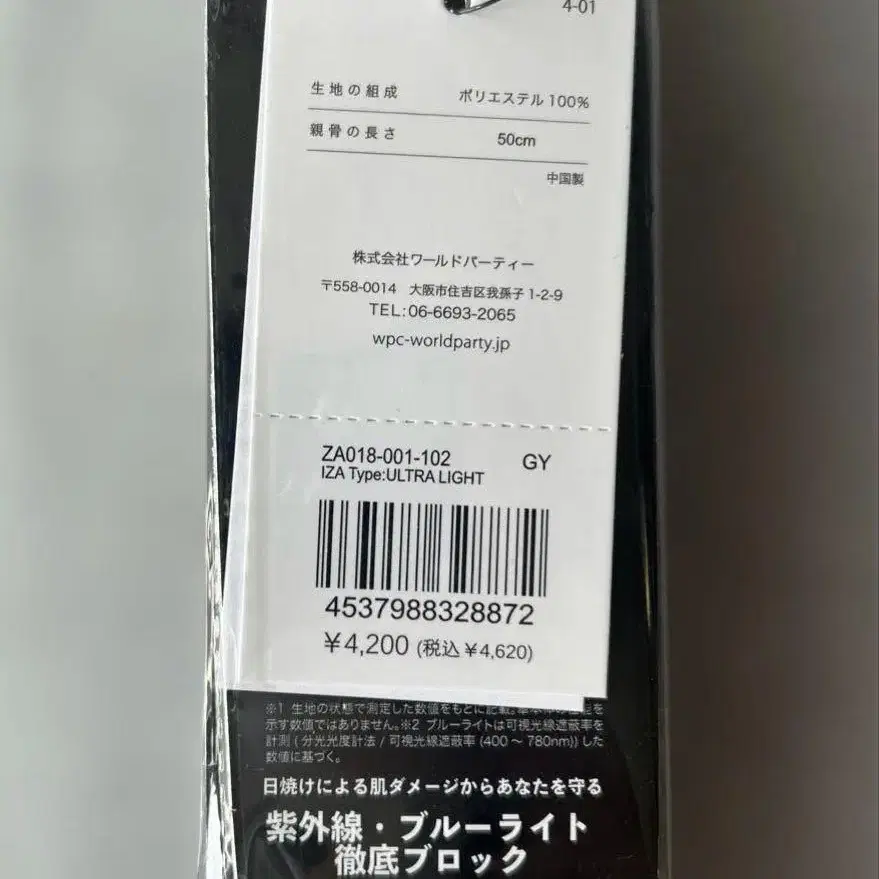 4-01
生地の組成 ポリエステル100%
親骨の長さ 50cm
中国製
株式会社ワールドパーティー
〒558-0014 大阪市住吉区我孫子1-2-9
TEL:06-6693-2065
wpc-worldparty.jp
ZA018-001-102 GY
IZA Type:ULTRA LIGHT
4537988328872
¥4,200 (税込¥4,620)
※1 生地の状態で測定した数値をもとに記載。
示す数値ではありません。※2 ブルーライトは可視光線遮蔽率を
計測(分光光度計法/可視光線遮蔽率(400〜780nm))した
数値に基づく。
日焼けによる肌ダメージからあなたを守る
紫外線・ブルーライト
徹底ブロック